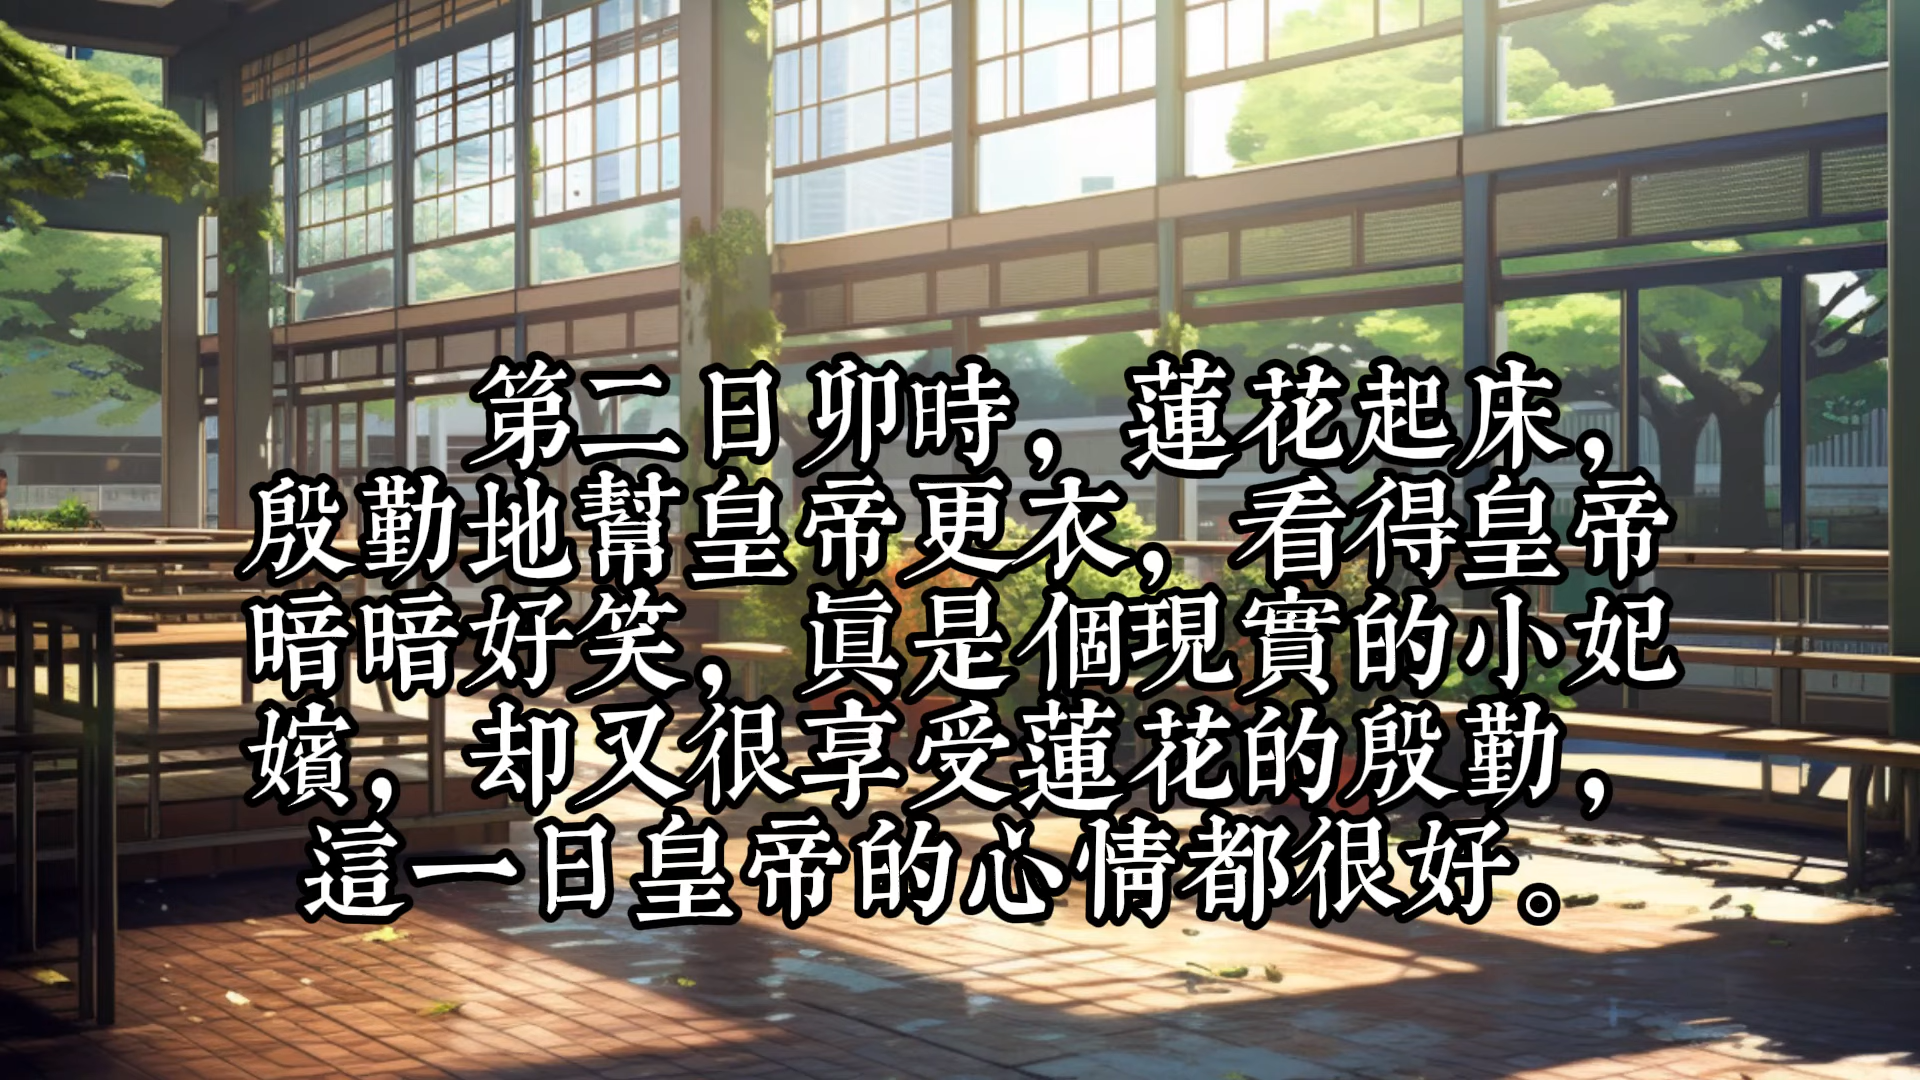 第二日卯時，蓮花起床，
殷勤地幫皇帝更衣，看得皇帝
暗暗好笑，眞是個現實的小妃
嬪，却又很享受蓮花的殷勤，
這一日皇帝的心情都很好。